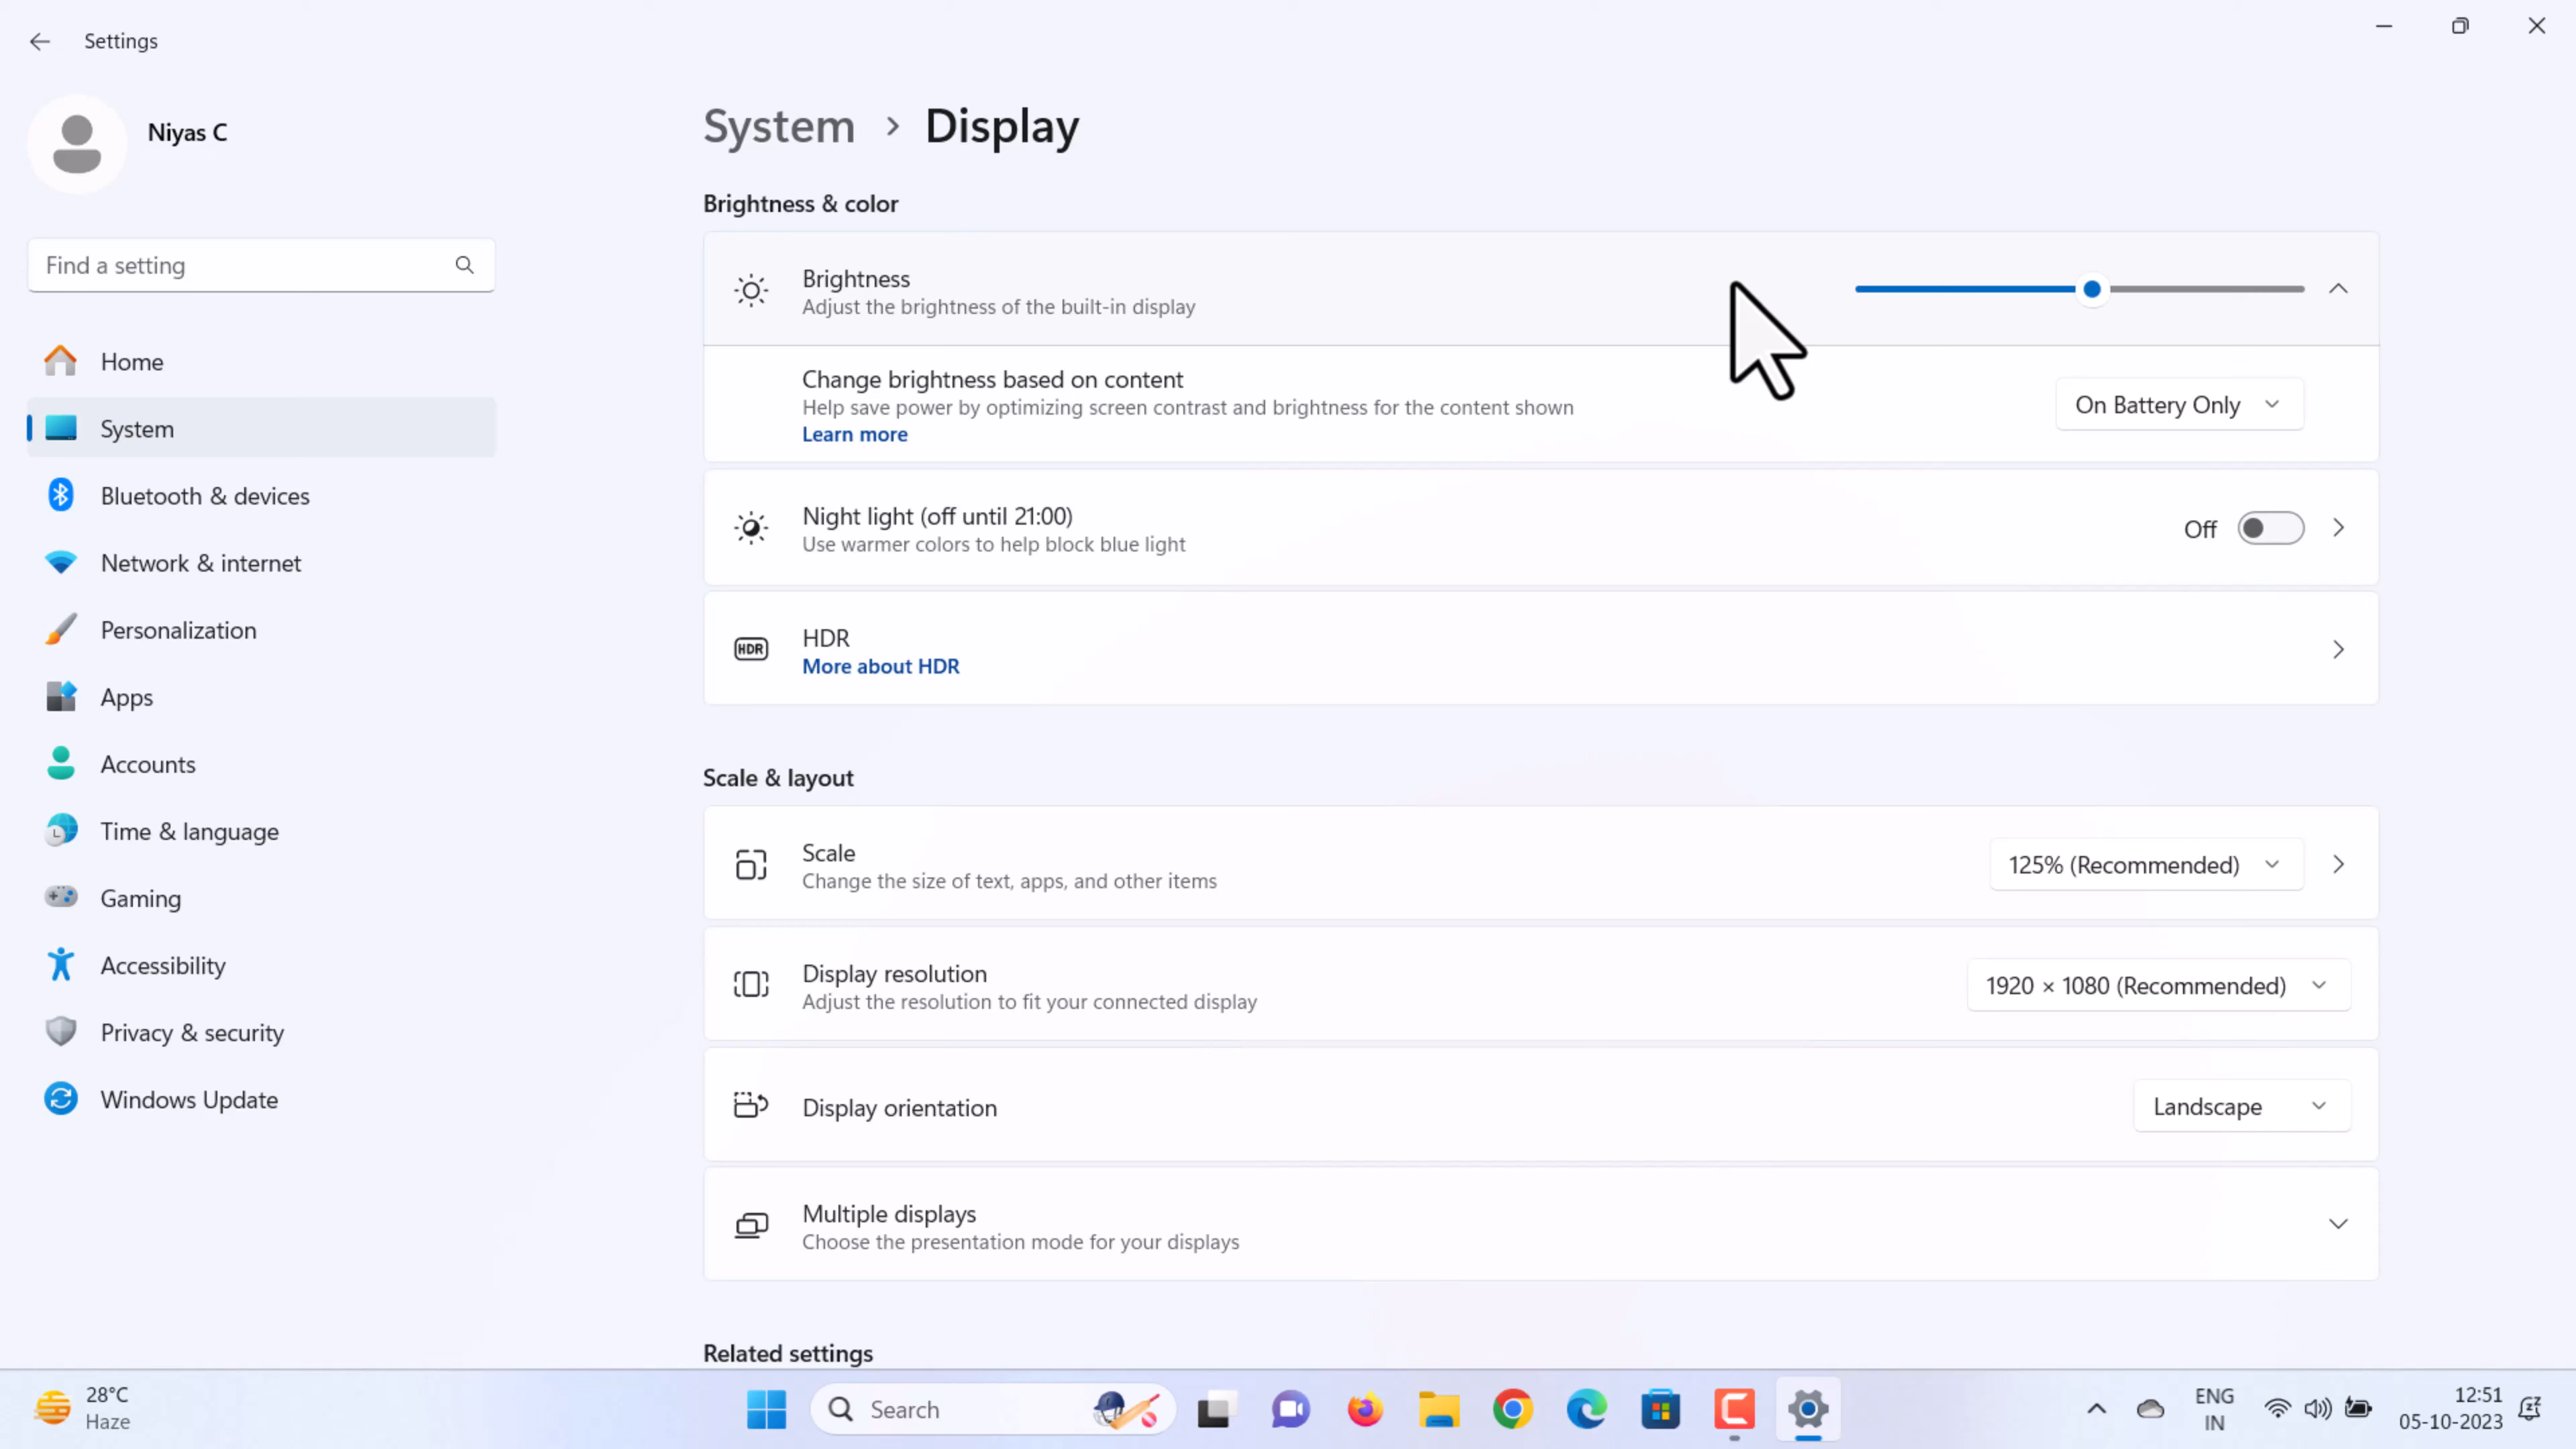 Settings
Niyas C
Find a setting
Home
System
Bluetooth & devices
Network & internet
Personalization
Apps
Accounts
Time & language
Gaming
Accessibility
Privacy & security
Windows Update
System > Display
Brightness & color
Brightness
Adjust the brightness of the built-in display
Change brightness based on content
Help save power by optimizing screen contrast and brightness for the content shown
Learn more
On Battery Only
Night light (off until 21:00)
Use warmer colors to help block blue light
Off
HDR
HDR
More about HDR
Scale & layout
Scale
Change the size of text, apps, and other items
125% (Recommended)
Display resolution
Adjust the resolution to fit your connected display
1920 × 1080 (Recommended)
Display orientation
Landscape
Multiple displays
Choose the presentation mode for your displays
Related settings
28°C
Haze
Search
ENG
IN
12:51
05-10-2023